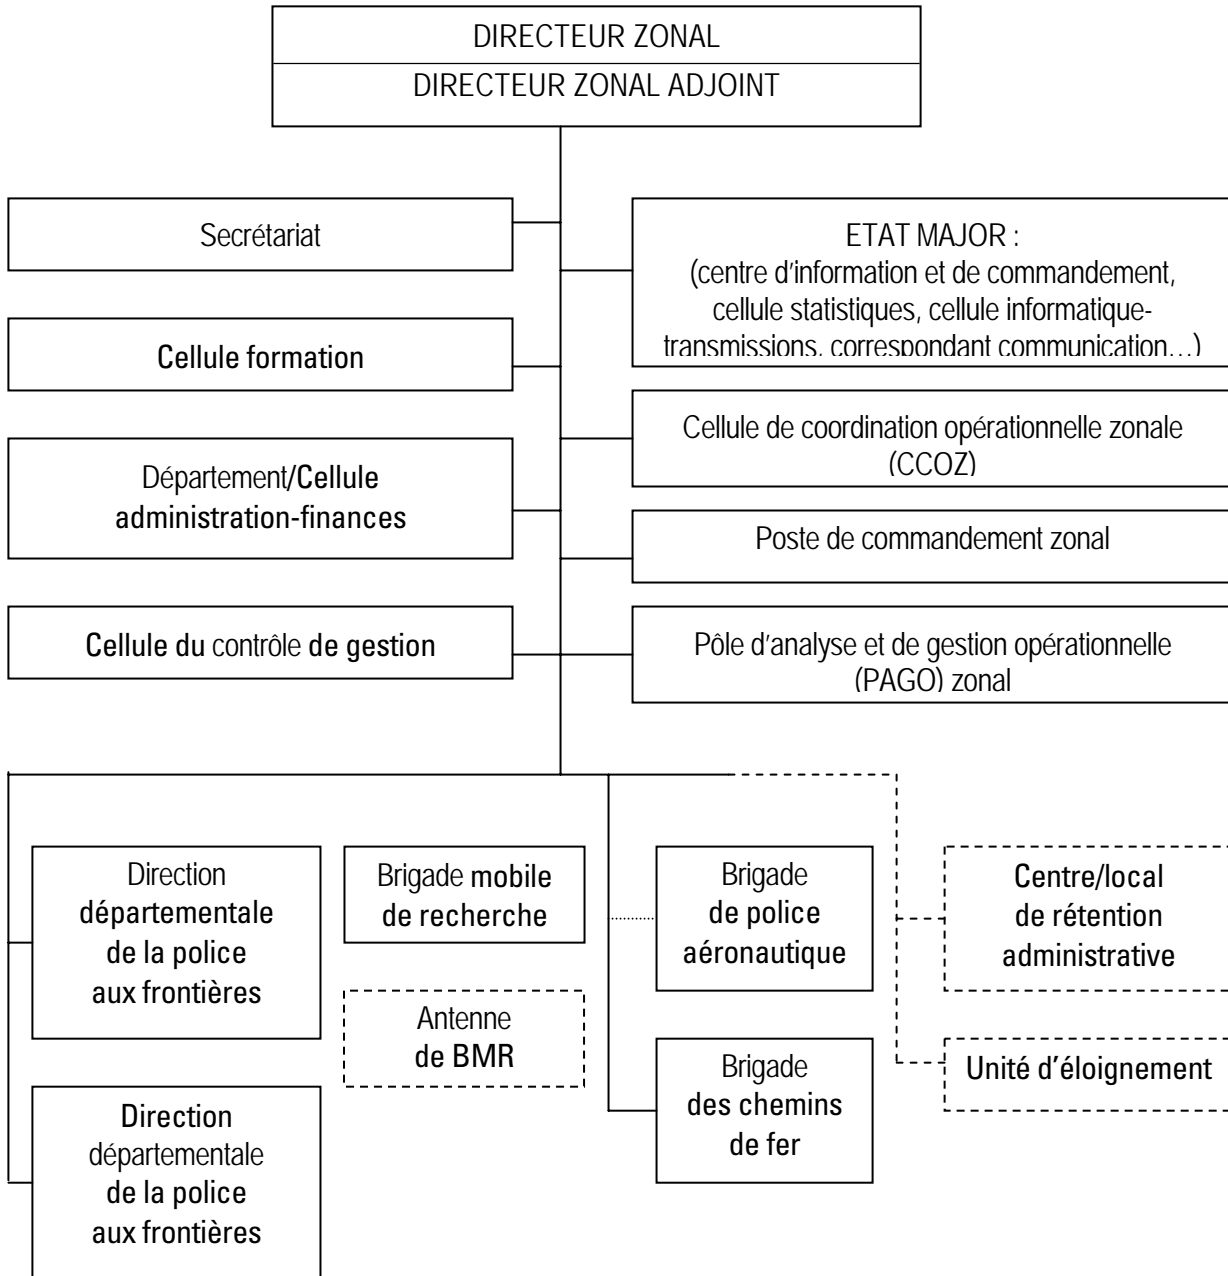 DIRECTEUR ZONAL
DIRECTEUR ZONAL ADJOINT
Secrétariat
ETAT MAJOR :
(centre d'information et de commandement,
cellule statistiques, cellule informatique-
transmissions, correspondant communication…)
Cellule formation
Cellule de coordination opérationnelle zonale
(CCOZ)
Département/Cellule
administration-finances
Poste de commandement zonal
Cellule du contrôle de gestion
Pôle d'analyse et de gestion opérationnelle
(PAGO) zonal
Direction
départementale
de la police
aux frontières
Brigade mobile
de recherche
Brigade
de police
aéronautique
Centre/local
de rétention
administrative
Antenne
de BMR
Unité d'éloignement
Direction
départementale
de la police
aux frontières
Brigade
des chemins
de fer